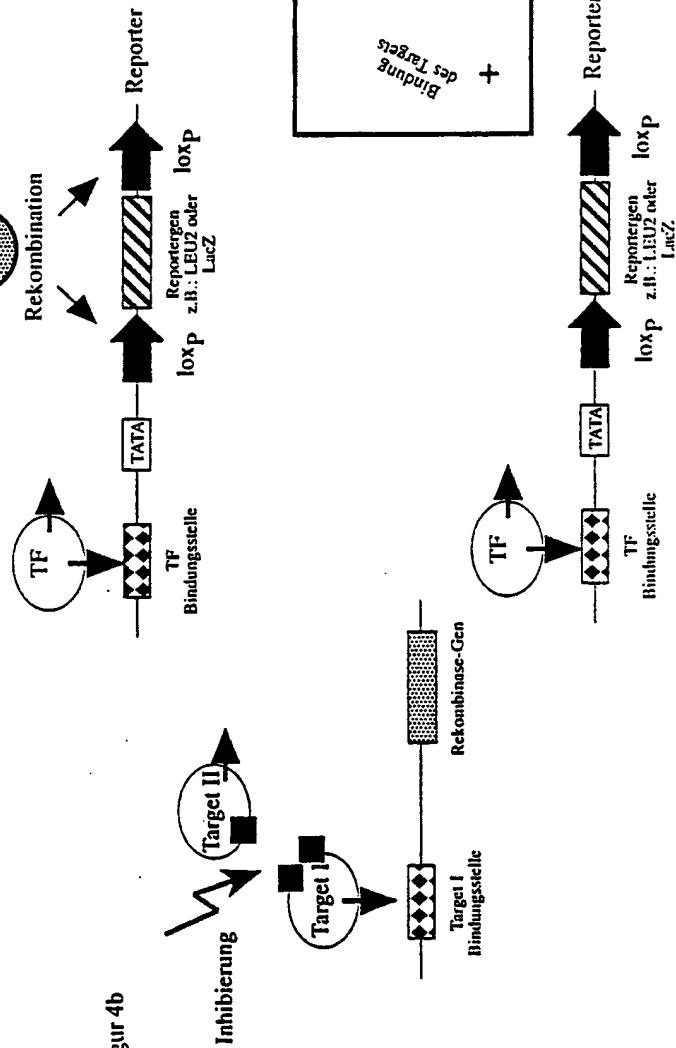 Rekombination
TF
TATA
loxP
Reportergen
z.B.: LEU2 oder
LacZ
loxP
Reporter
TF
Bindungsstelle
Bindung
des Targets
+
gur 4b
Inhibierung
Target II
Target I
Target I
Bindungsstelle
Rekombinase-Gen
TF
TATA
loxP
Reportergen
z.B.: LEU2 oder
LacZ
loxP
Reporter
TF
Bindungsstelle